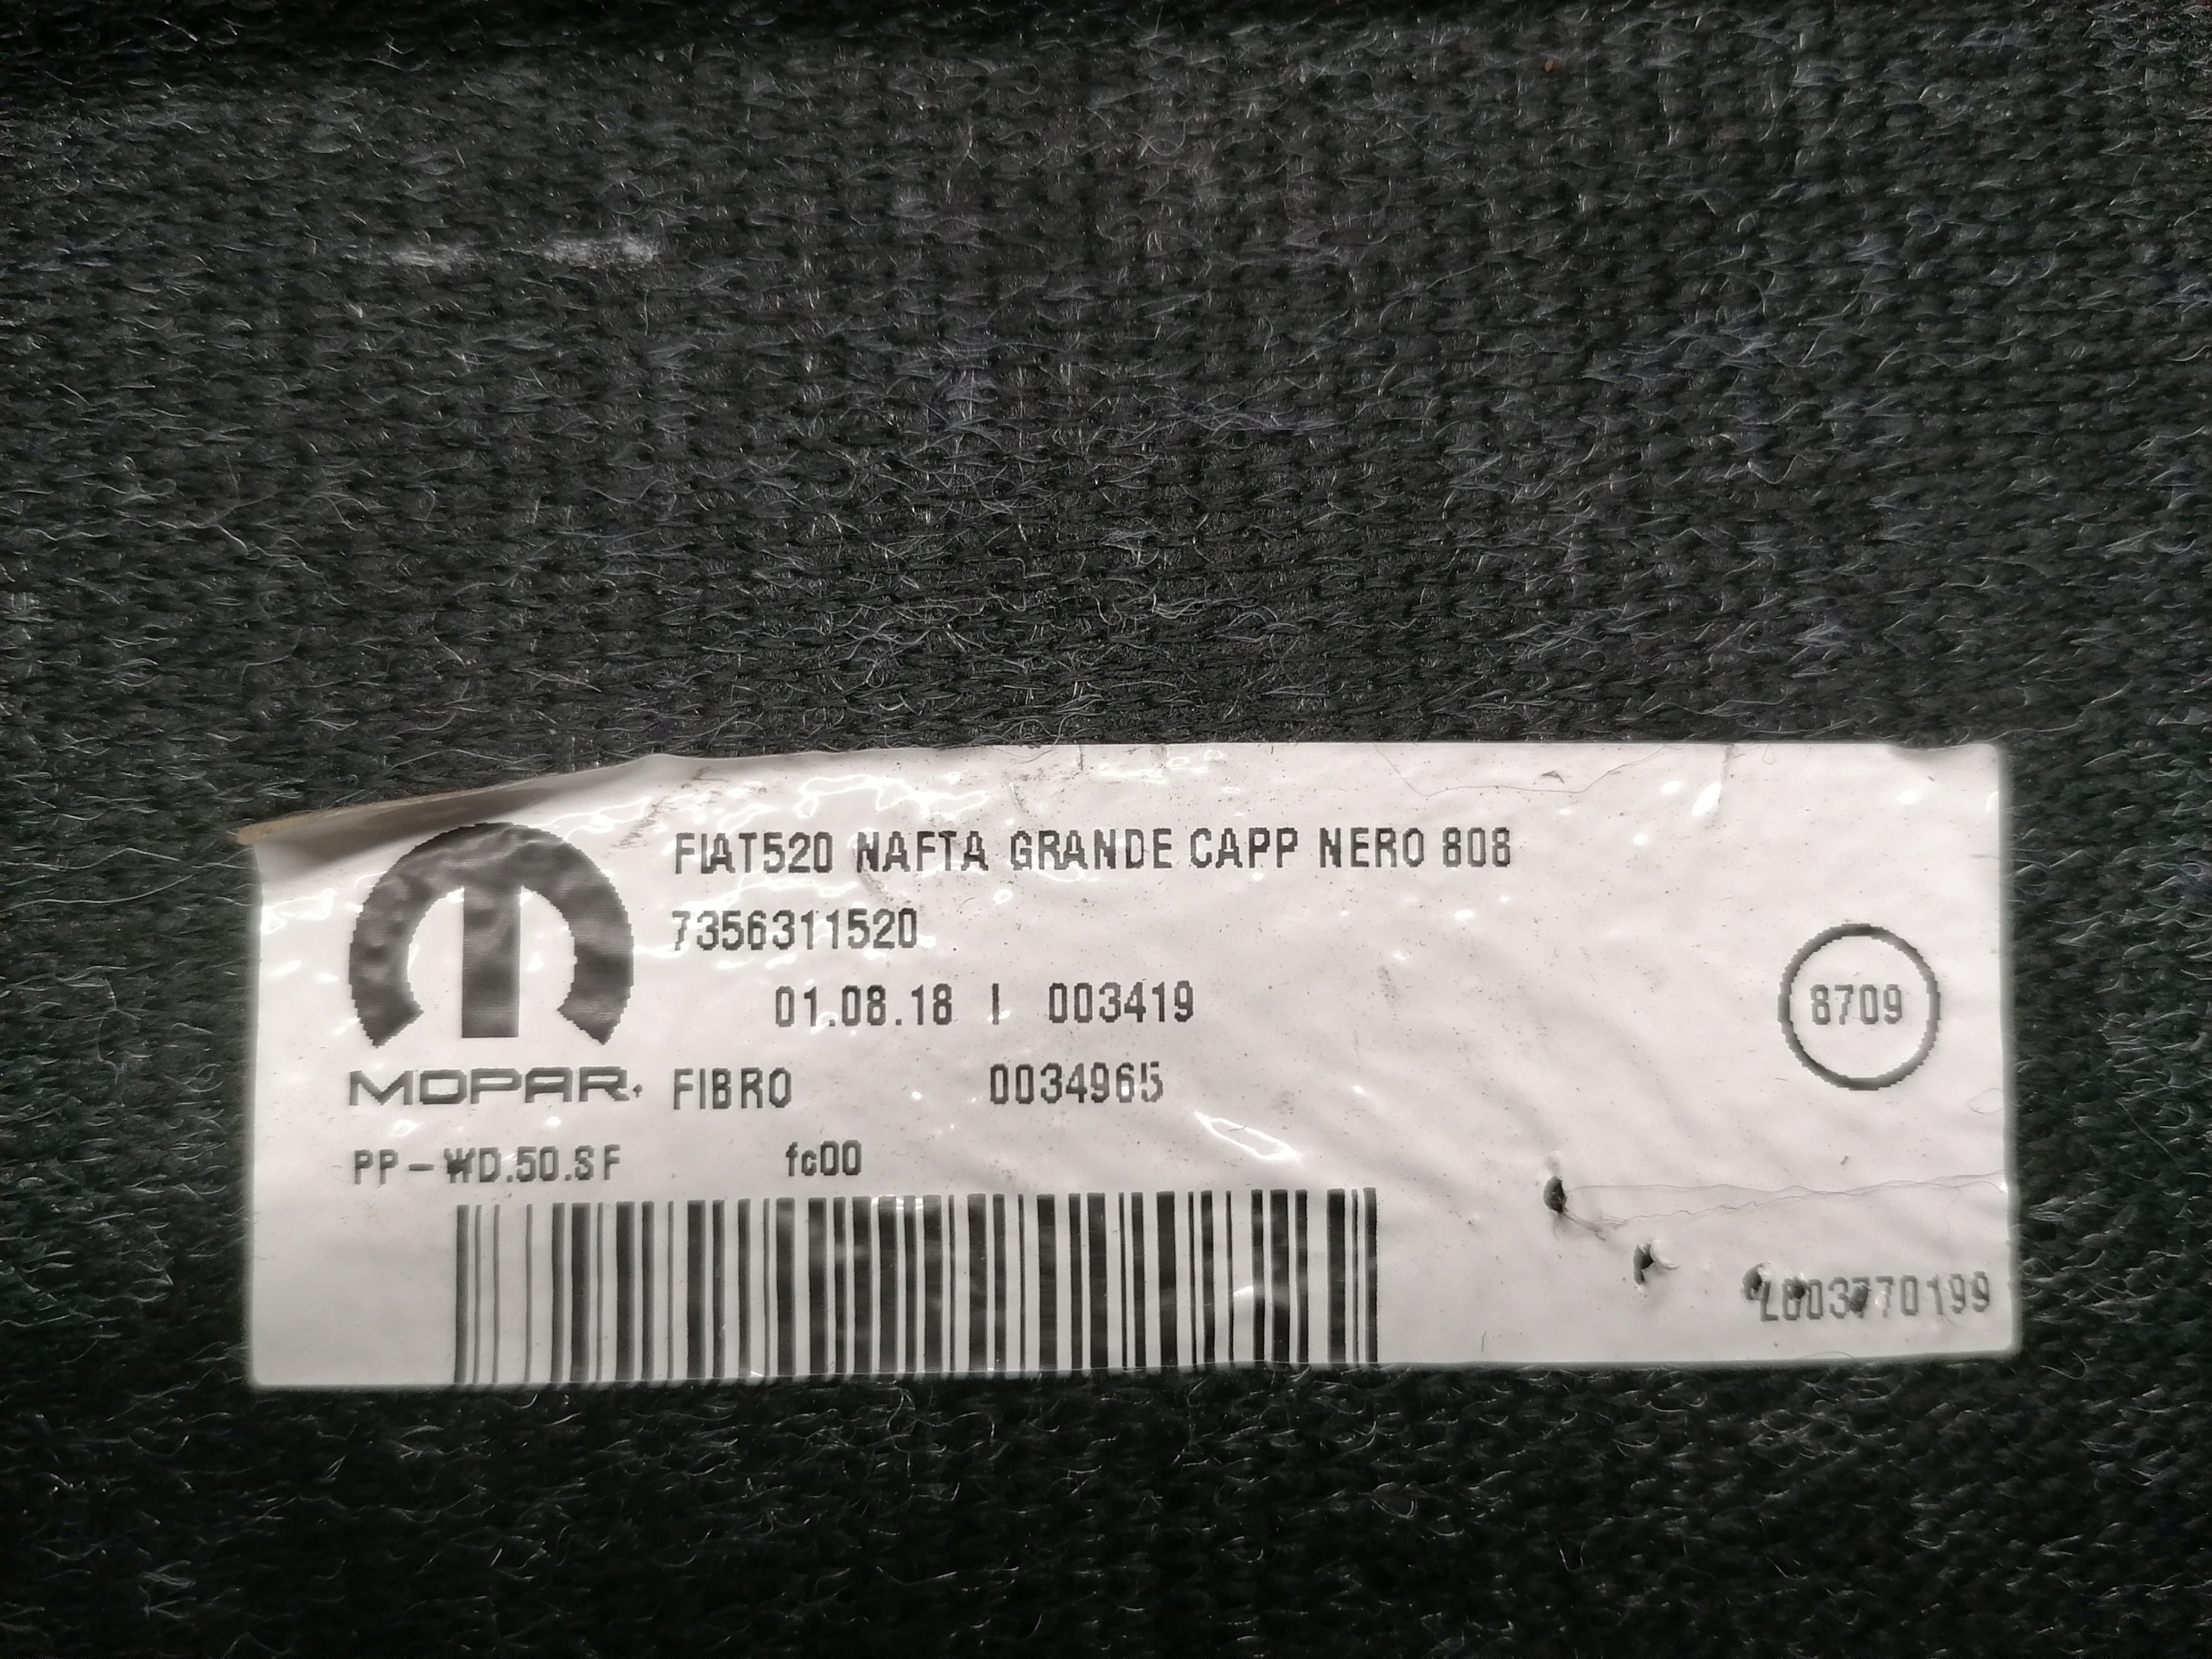 FIAT520 NAFTA GRANDE CAPP NERO 808
7356311520
01.08.18 I 003419
8709
MOPAR
FIBRO 0034965
PP-WD.50.SF fc00